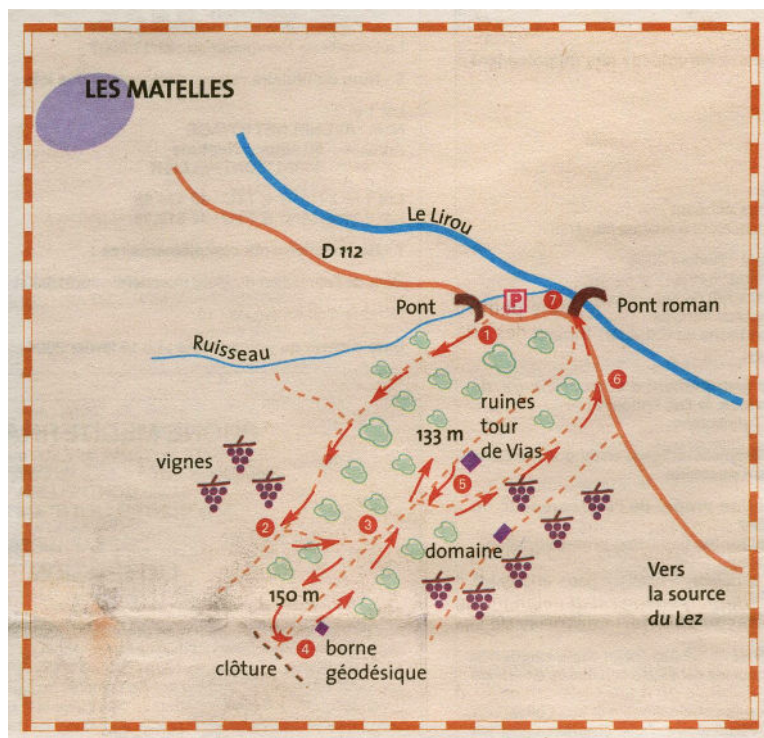 LES MATELLES
Le Lirou
D 112
P
7
Pont
Pont roman
1
Ruisseau
6
ruines
tour
de Vias
133 m
vignes
5
2
3
domaine
Vers
la source
du Lez
150 m
4
borne
géodésique
clôture